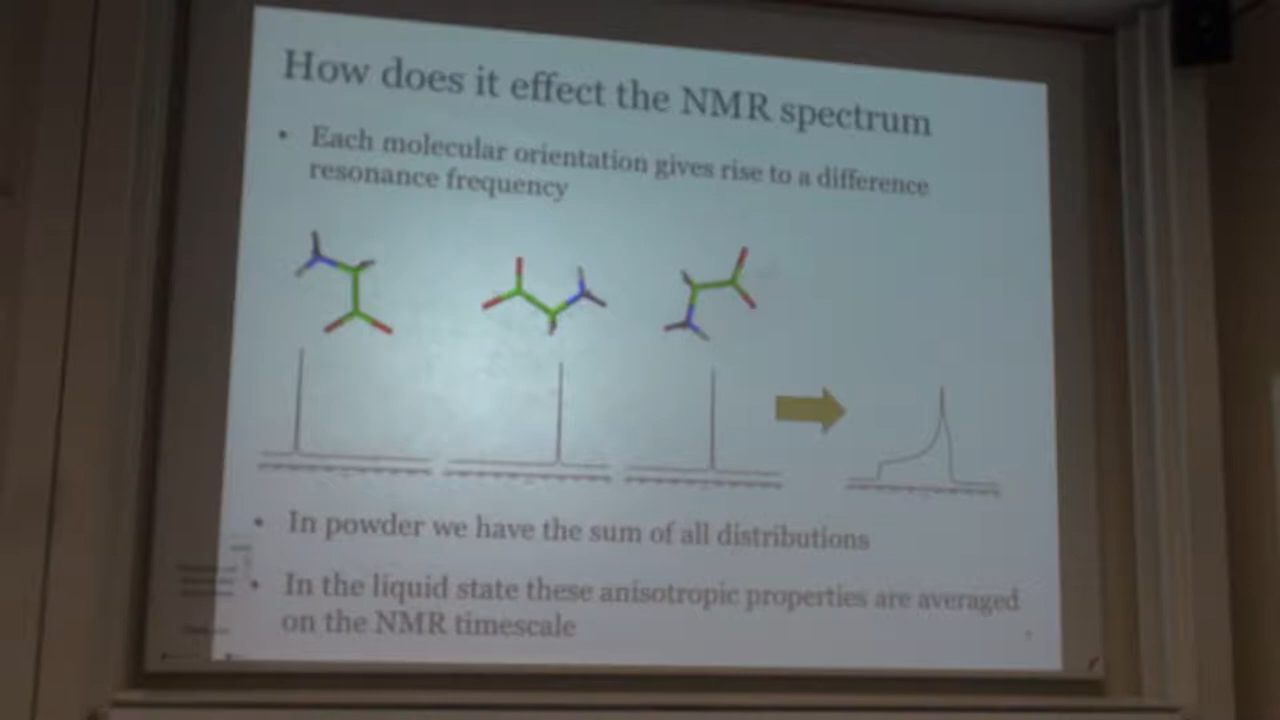 How does it effect the NMR spectrum
• Each molecular orientation gives rise to a difference
resonance frequency
• In powder we have the sum of all distributions
• In the liquid state these anisotropic properties are averaged
on the NMR timescale